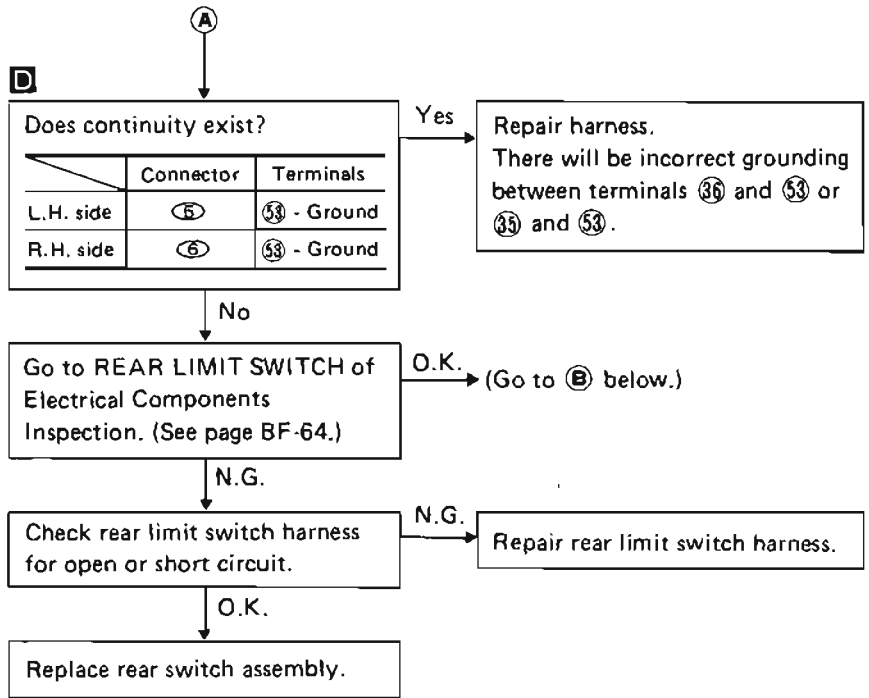 A
D
Does continuity exist?
Connector Terminals
L.H. side 5 53 - Ground
R.H. side 6 53 - Ground
Yes
Repair harness.
There will be incorrect grounding
between terminals 36 and 53 or
35 and 53.
No
Go to REAR LIMIT SWITCH of
Electrical Components
Inspection. (See page BF-64.)
O.K.
(Go to B below.)
N.G.
Check rear limit switch harness
for open or short circuit.
N.G.
Repair rear limit switch harness.
O.K.
Replace rear switch assembly.